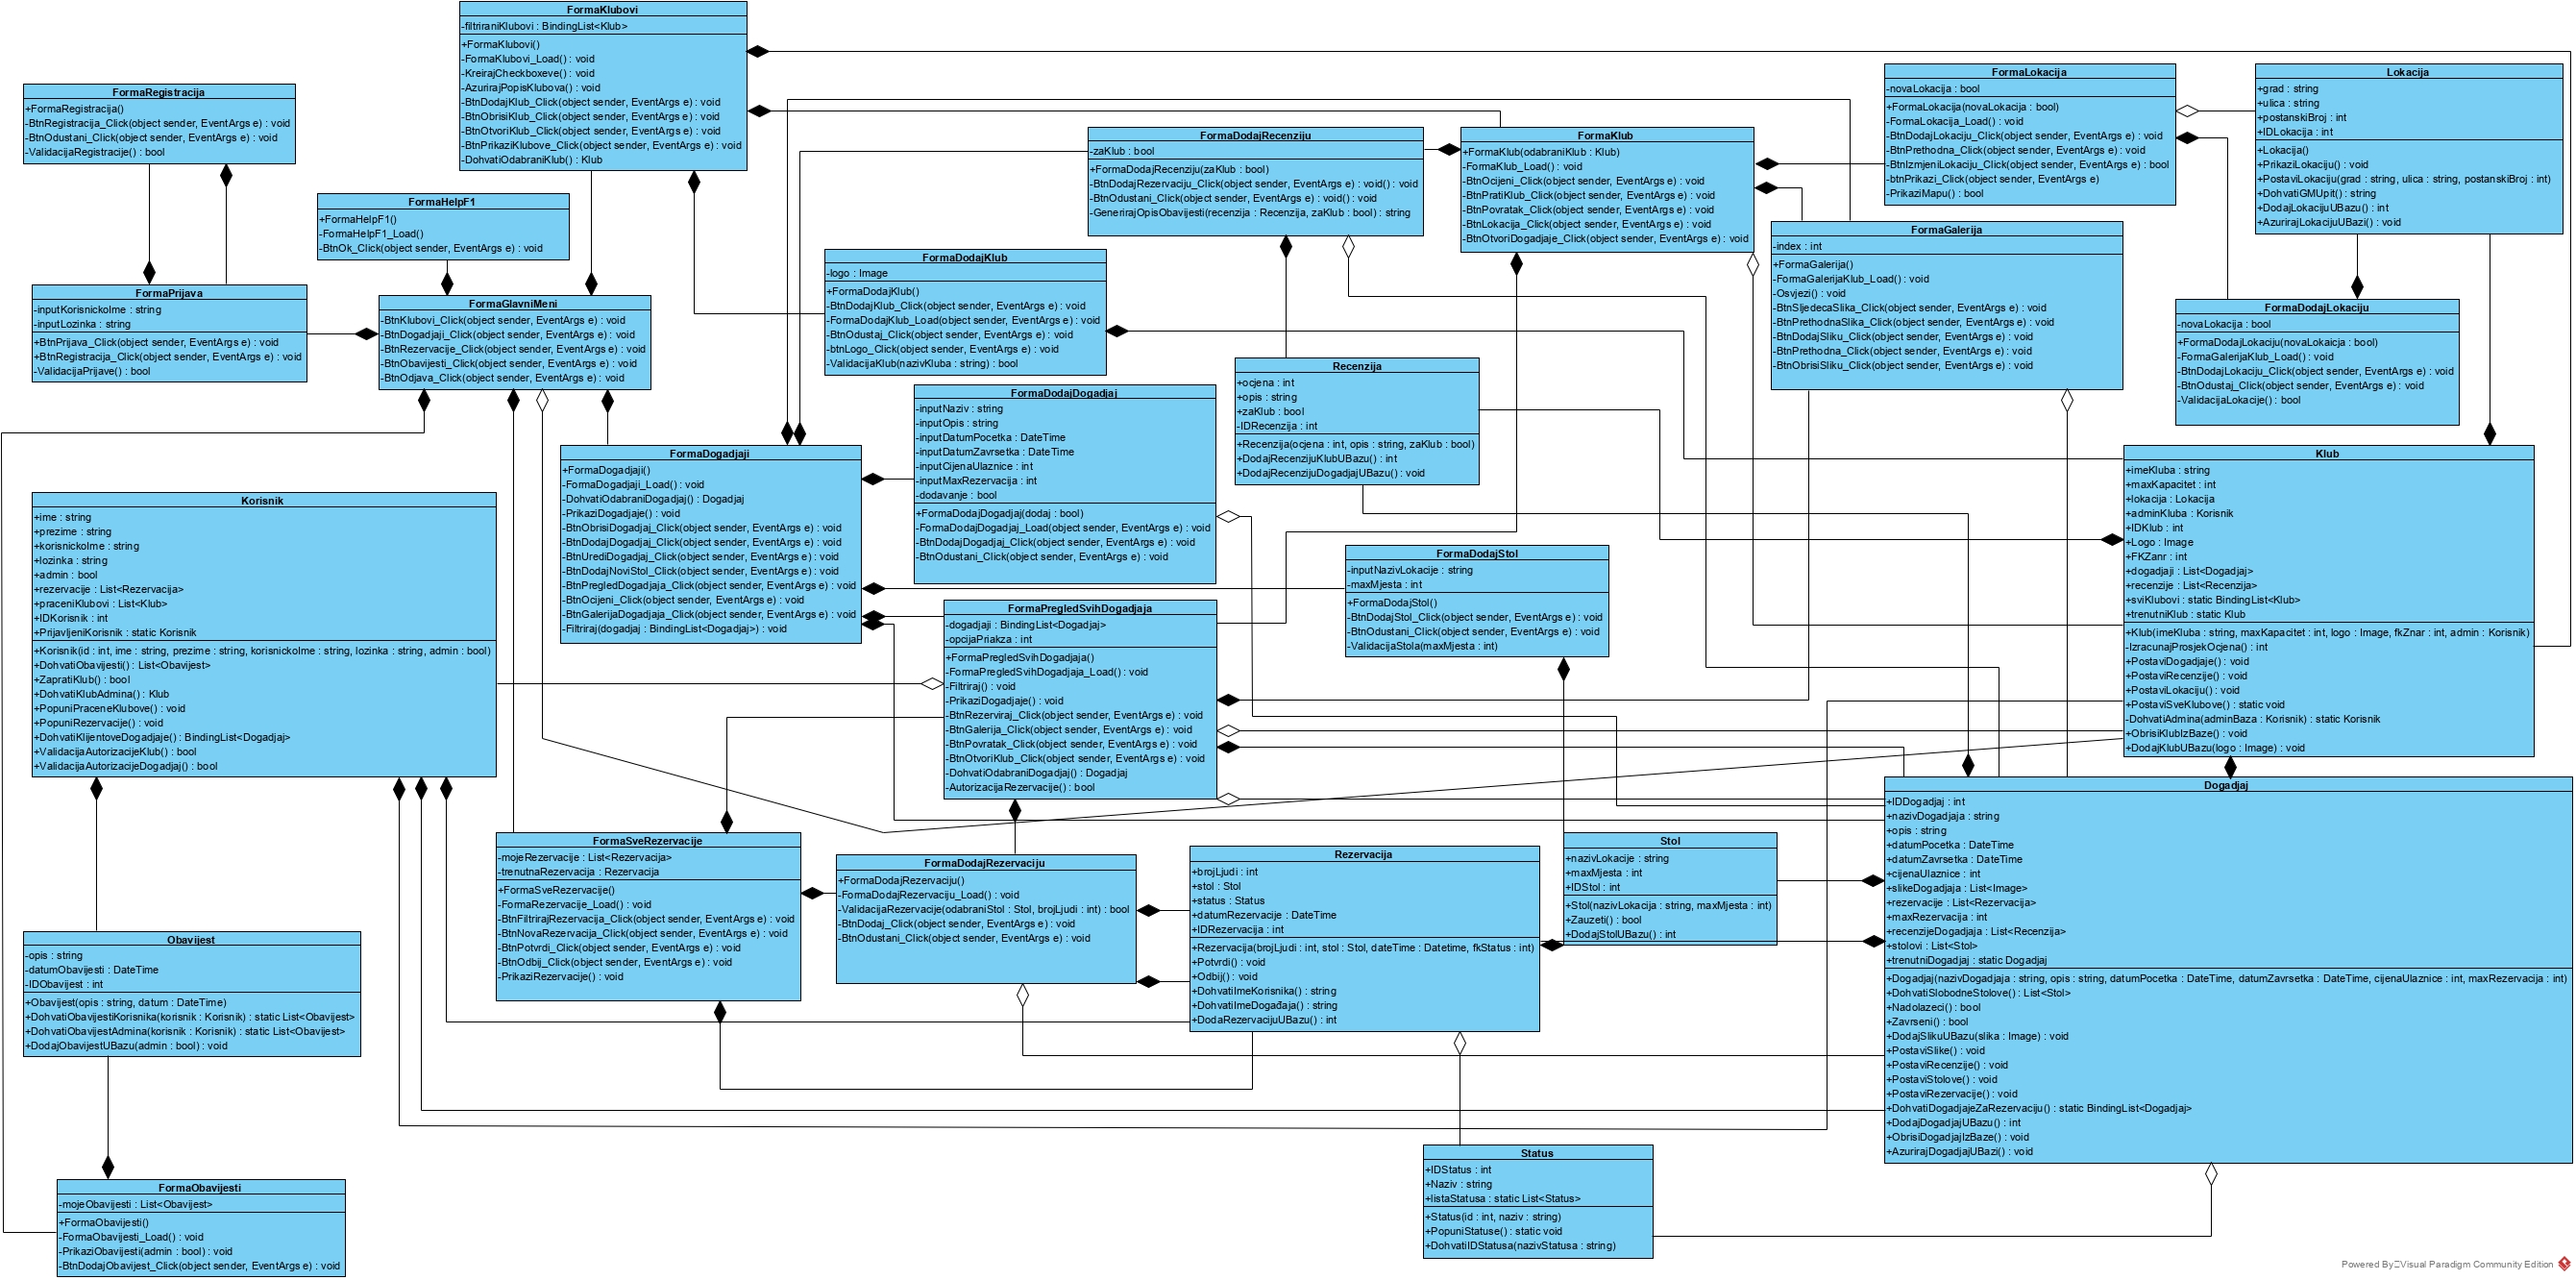 FormaKlubovi
-filtriraniKlubovi : BindingList<Klub>
+FormaKlubovi()
-FormaKlubovi_Load() : void
-KreirajCheckboxeve() : void
-AzurirajPopisKlubova() : void
-BtnDodajKlub_Click(object sender, EventArgs e) : void
-BtnObrisiKlub_Click(object sender, EventArgs e) : void
-BtnOtvoriKlub_Click(object sender, EventArgs e) : void
-BtnPrikaziKlubove_Click(object sender, EventArgs e) : void
-DohvatiOdabraniKlub() : Klub
FormaRegistracija
+FormaRegistracija()
-BtnRegistracija_Click(object sender, EventArgs e) : void
-BtnOdustani_Click(object sender, EventArgs e) : void
-ValidacijaRegistracije() : bool
FormaHelpF1
+FormaHelpF1()
-FormaHelpF1_Load()
-BtnOk_Click(object sender, EventArgs e) : void
FormaPrijava
-inputKorisnickoIme : string
-inputLozinka : string
+BtnPrijava_Click(object sender, EventArgs e) : void
+BtnRegistracija_Click(object sender, EventArgs e) : void
-ValidacijaPrijave() : bool
FormaGlavniMeni
-BtnKlubovi_Click(object sender, EventArgs e) : void
-BtnDogadjaji_Click(object sender, EventArgs e) : void
-BtnRezervacije_Click(object sender, EventArgs e) : void
-BtnObavijesti_Click(object sender, EventArgs e) : void
-BtnOdjava_Click(object sender, EventArgs e) : void
FormaDodajRecenziju
-zaKlub : bool
+FormaDodajRecenziju(zaKlub : bool)
-BtnDodajRezervaciju_Click(object sender, EventArgs e) : void() : void
-BtnOdustani_Click(object sender, EventArgs e) : void() : void
-GenerirajOpisObavijesti(recenzija : Recenzija, zaKlub : bool) : string
FormaKlub
+FormaKlub(odabraniKlub : Klub)
-FormaKlub_Load() : void
-BtnOcijeni_Click(object sender, EventArgs e) : void
-BtnPratiKlub_Click(object sender, EventArgs e) : void
-BtnPovratak_Click(object sender, EventArgs e) : void
-BtnLokacija_Click(object sender, EventArgs e) : void
-BtnOtvoriDogadjaje_Click(object sender, EventArgs e) : void
FormaLokacija
-novaLokacija : bool
+FormaLokacija(novaLokacija : bool)
-FormaLokacija_Load() : void
-BtnDodajLokaciju_Click(object sender, EventArgs e) : void
-BtnPrethodna_Click(object sender, EventArgs e) : void
-BtnIzmjeniLokaciju_Click(object sender, EventArgs e) : bool
-btnPrikazi_Click(object sender, EventArgs e)
-PrikaziMapu() : bool
Lokacija
+grad : string
+ulica : string
+postanskiBroj : int
+IDLokacija : int
+Lokacija()
+PrikaziLokaciju() : void
+PostaviLokaciju(grad : string, ulica : string, postanskiBroj : int)
+DohvatiGMUpit() : string
+DodajLokacijuUBazu() : int
+AzurirajLokacijuUBazi() : void
FormaDodajKlub
-logo : Image
+FormaDodajKlub()
-BtnDodajKlub_Click(object sender, EventArgs e) : void
-FormaDodajKlub_Load(object sender, EventArgs e) : void
-BtnOdustaj_Click(object sender, EventArgs e) : void
-btnLogo_Click(object sender, EventArgs e) : void
-ValidacijaKlub(nazivKluba : string) : bool
FormaGalerija
-index : int
+FormaGalerija()
-FormaGalerijaKlub_Load() : void
-Osvjezi() : void
-BtnSljedecaSlika_Click(object sender, EventArgs e) : void
-BtnPrethodnaSlika_Click(object sender, EventArgs e) : void
-BtnDodajSliku_Click(object sender, EventArgs e) : void
-BtnPrethodna_Click(object sender, EventArgs e) : void
-BtnObrisiSliku_Click(object sender, EventArgs e) : void
FormaDodajLokaciju
-novaLokacija : bool
+FormaDodajLokaciju(novaLokaicja : bool)
-FormaGalerijaKlub_Load() : void
-BtnDodajLokaciju_Click(object sender, EventArgs e) : void
-BtnOdustaj_Click(object sender, EventArgs e) : void
-ValidacijaLokacije() : bool
Recenzija
+ocjena : int
+opis : string
+zaKlub : bool
-IDRecenzija : int
+Recenzija(ocjena : int, opis : string, zaKlub : bool)
+DodajRecenzijuKlubUBazu() : int
+DodajRecenzijuDogadjajUBazu() : void
FormaDodajDogadjaj
-inputNaziv : string
-inputOpis : string
-inputDatumPocetka : DateTime
-inputDatumZavrsetka : DateTime
-inputCijenaUlaznice : int
-inputMaxRezervacija : int
-dodavanje : bool
+FormaDodajDogadjaj(dodaj : bool)
-FormaDodajDogadjaj_Load(object sender, EventArgs e) : void
-BtnDodajDogadjaj_Click(object sender, EventArgs e) : void
-BtnOdustani_Click(object sender, EventArgs e) : void
FormaDogadjaji
+FormaDogadjaji()
-FormaDogadjaji_Load() : void
-DohvatiOdabraniDogadjaj() : Dogadjaj
-PrikaziDogadjaje() : void
-BtnObrisiDogadjaj_Click(object sender, EventArgs e) : void
-BtnDodajDogadjaj_Click(object sender, EventArgs e) : void
-BtnUrediDogadjaj_Click(object sender, EventArgs e) : void
-BtnDodajNoviStol_Click(object sender, EventArgs e) : void
-BtnPregledDogadjaja_Click(object sender, EventArgs e) : void
-BtnOcijeni_Click(object sender, EventArgs e) : void
-BtnGalerijaDogadjaja_Click(object sender, EventArgs e) : void
-Filtriraj(dogadjaj : BindingList<Dogadjaj>) : void
Klub
+imeKluba : string
+maxKapacitet : int
+lokacija : Lokacija
+adminKluba : Korisnik
+IDKlub : int
+Logo : Image
+FKZanr : int
+dogadjaji : List<Dogadjaj>
+recenzije : List<Recenzija>
+sviKlubovi : static BindingList<Klub>
+trenutniKlub : static Klub
+Klub(imeKluba : string, maxKapacitet : int, logo : Image, fkZnar : int, admin : Korisnik)
-IzracunajProsjekOcjena() : int
+PostaviDogadjaje() : void
+PostaviRecenzije() : void
+PostaviLokaciju() : void
+PostaviSveKlubove() : static void
-DohvatiAdmina(adminBaza : Korisnik) : static Korisnik
+ObrisiKlubIzBaze() : void
+DodajKlubUBazu(logo : Image) : void
Korisnik
+ime : string
+prezime : string
+korisnickoIme : string
+lozinka : string
+admin : bool
+rezervacije : List<Rezervacija>
+praceniKlubovi : List<Klub>
+IDKorisnik : int
+PrijavljeniKorisnik : static Korisnik
+Korisnik(id : int, ime : string, prezime : string, korisnickoIme : string, lozinka : string, admin : bool)
+DohvatiObavijesti() : List<Obavijest>
+ZapratiKlub() : bool
+DohvatiKlubAdmina() : Klub
+PopuniPraceneKlubove() : void
+PopuniRezervacije() : void
+DohvatiKlijentoveDogadjaje() : BindingList<Dogadjaj>
+ValidacijaAutorizacijeKlub() : bool
+ValidacijaAutorizacijeDogadjaj() : bool
FormaDodajStol
-inputNazivLokacije : string
-maxMjesta : int
+FormaDodajStol()
-BtnDodajStol_Click(object sender, EventArgs e) : void
-BtnOdustani_Click(object sender, EventArgs e) : void
-ValidacijaStola(maxMjesta : int)
FormaPregledSvihDogadjaja
-dogadjaji : BindingList<Dogadjaj>
-opcijaPriakza : int
+FormaPregledSvihDogadjaja()
-FormaPregledSvihDogadjaja_Load() : void
-Filtriraj() : void
-PrikaziDogadjaje() : void
-BtnRezerviraj_Click(object sender, EventArgs e) : void
-BtnGalerija_Click(object sender, EventArgs e) : void
-BtnPovratak_Click(object sender, EventArgs e) : void
-BtnOtvoriKlub_Click(object sender, EventArgs e) : void
-DohvatiOdabraniDogadjaj() : Dogadjaj
-AutorizacijaRezervacije() : bool
Dogadjaj
+IDDogadjaj : int
+nazivDogadjaja : string
+opis : string
+datumPocetka : DateTime
+datumZavrsetka : DateTime
+cijenaUlaznice : int
+slikeDogadjaja : List<Image>
+rezervacije : List<Rezervacija>
+maxRezervacija : int
+recenzijeDogadjaja : List<Recenzija>
+stolovi : List<Stol>
+trenutniDogadjaj : static Dogadjaj
+Dogadjaj(nazivDogadjaja : string, opis : string, datumPocetka : DateTime, datumZavrsetka : DateTime, cijenaUlaznice : int, maxRezervacija : int)
+DohvatiSlobodneStolove() : List<Stol>
+Nadolazeci() : bool
+Zavrseni() : bool
+DodajSlikuUBazu(slika : Image) : void
+PostaviSlike() : void
+PostaviRecenzije() : void
+PostaviStolove() : void
+PostaviRezervacije() : void
+DohvatiDogadjajeZaRezervaciju() : static BindingList<Dogadjaj>
+DodajDogadjajUBazu() : int
+ObrisiDogadjajIzBaze() : void
+AzurirajDogadjajUBazi() : void
FormaSveRezervacije
-mojeRezervacije : List<Rezervacija>
-trenutnaRezervacija : Rezervacija
+FormaSveRezervacije()
-FormaRezervacije_Load() : void
-BtnFiltrirajRezervacija_Click(object sender, EventArgs e) : void
-BtnNovaRezervacija_Click(object sender, EventArgs e) : void
-BtnPotvrdi_Click(object sender, EventArgs e) : void
-BtnOdbij_Click(object sender, EventArgs e) : void
-PrikaziRezervacije() : void
FormaDodajRezervaciju
+FormaDodajRezervaciju()
-FormaDodajRezervaciju_Load() : void
-ValidacijaRezervacije(odabraniStol : Stol, brojLjudi : int) : bool
-BtnDodaj_Click(object sender, EventArgs e) : void
-BtnOdustani_Click(object sender, EventArgs e) : void
Rezervacija
+brojLjudi : int
+stol : Stol
+status : Status
+datumRezervacije : DateTime
+IDRezervacija : int
+Rezervacija(brojLjudi : int, stol : Stol, dateTime : Datetime, fkStatus : int)
+Potvrdi() : void
+Odbij() : void
+DohvatiImeKorisnika() : string
+DohvatiImeDogađaja() : string
+DodaRezervacijuUBazu() : int
Stol
+nazivLokacije : string
+maxMjesta : int
+IDStol : int
+Stol(nazivLokacija : string, maxMjesta : int)
+Zauzeti() : bool
+DodajStolUBazu() : int
Obavijest
-opis : string
-datumObavijesti : DateTime
-IDObavijest : int
+Obavijest(opis : string, datum : DateTime)
+DohvatiObavijestiKorisnika(korisnik : Korisnik) : static List<Obavijest>
+DohvatiObavijestAdmina(korisnik : Korisnik) : static List<Obavijest>
+DodajObavijestUBazu(admin : bool) : void
Status
+IDStatus : int
+Naziv : string
+listaStatusa : static List<Status>
+Status(id : int, naziv : string)
+PopuniStatuse() : static void
+DohvatiIDStatusa(nazivStatusa : string)
FormaObavijesti
-mojeObavijesti : List<Obavijest>
+FormaObavijesti()
-FormaObavijesti_Load() : void
-PrikaziObavijesti(admin : bool) : void
-BtnDodajObavijest_Click(object sender, EventArgs e) : void
Powered By Visual Paradigm Community Edition